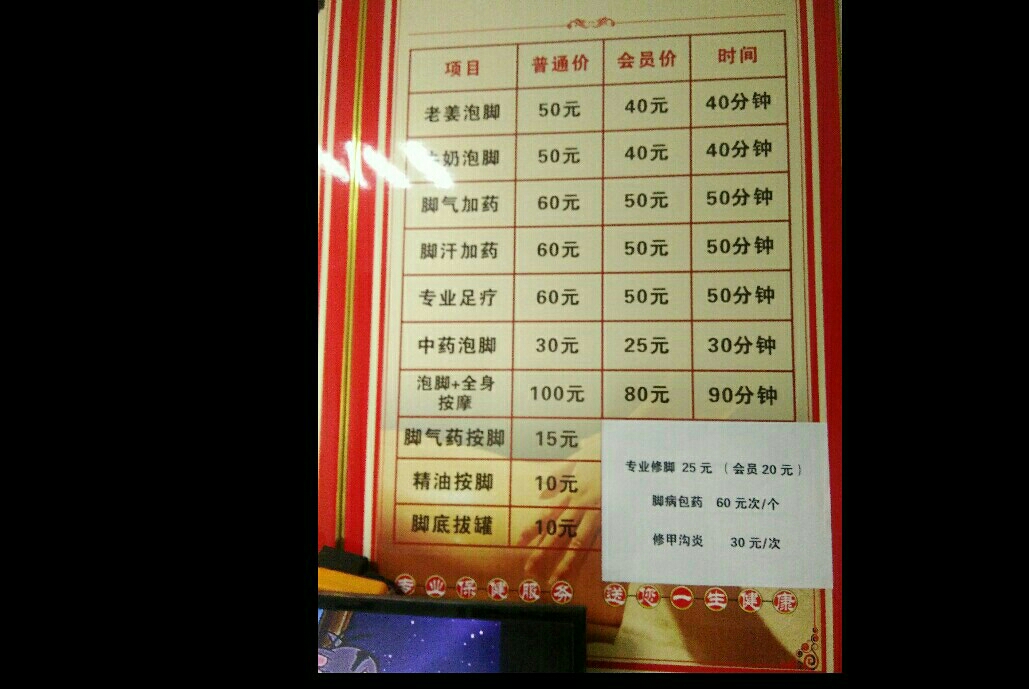 项目 普通价 会员价 时间
老姜泡脚 50元 40元 40分钟
奶泡脚 50元 40元 40分钟
脚气加药 60元 50元 50分钟
脚汗加药 60元 50元 50分钟
专业足疗 60元 50元 50分钟
中药泡脚 30元 25元 30分钟
泡脚+全身
按摩 100元 80元 90分钟
脚气药按脚 15元
精油按脚 10元
脚底拔罐 10元
专业修脚 25元（会员20元）
脚病包药 60元次/个
修甲沟炎 30元/次
专业保健服务 送您一生健康